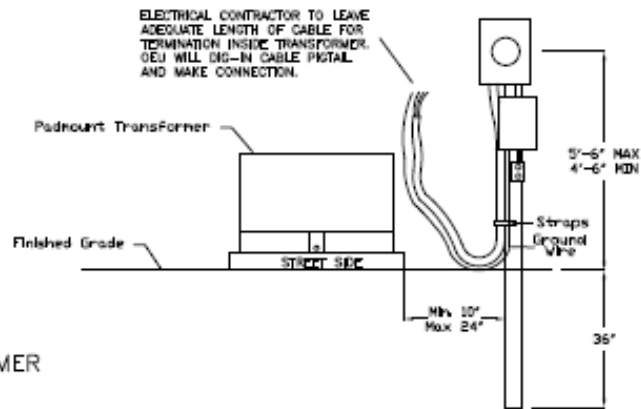 ELECTRICAL CONTRACTOR TO LEAVE
ADEQUATE LENGTH OF CABLE FOR
TERMINATION INSIDE TRANSFORMER.
OEU WILL DIG-IN CABLE PIGTAIL
AND MAKE CONNECTION.
Padmount Transformer
5'-6" MAX
4'-6" MIN
Straps
Ground
Wire
Finished Grade
STREET SIDE
Min. 10"
Max 24"
36"
MER